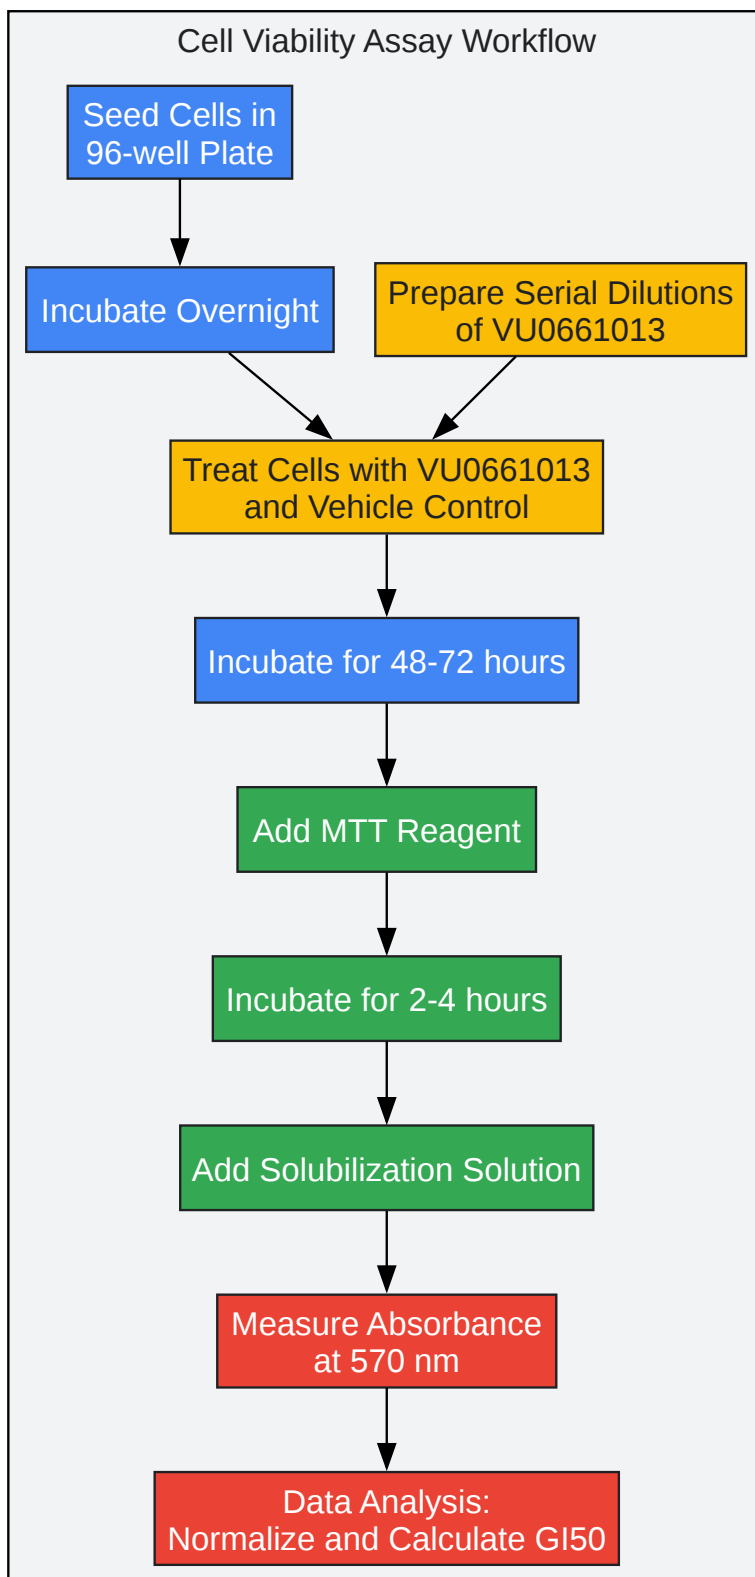 Cell Viability Assay Workflow
Seed Cells in
96-well Plate
Incubate Overnight
Prepare Serial Dilutions
of VU0661013
Treat Cells with VU0661013
and Vehicle Control
Incubate for 48-72 hours
Add MTT Reagent
Incubate for 2-4 hours
Add Solubilization Solution
Measure Absorbance
at 570 nm
Data Analysis:
Normalize and Calculate GI50